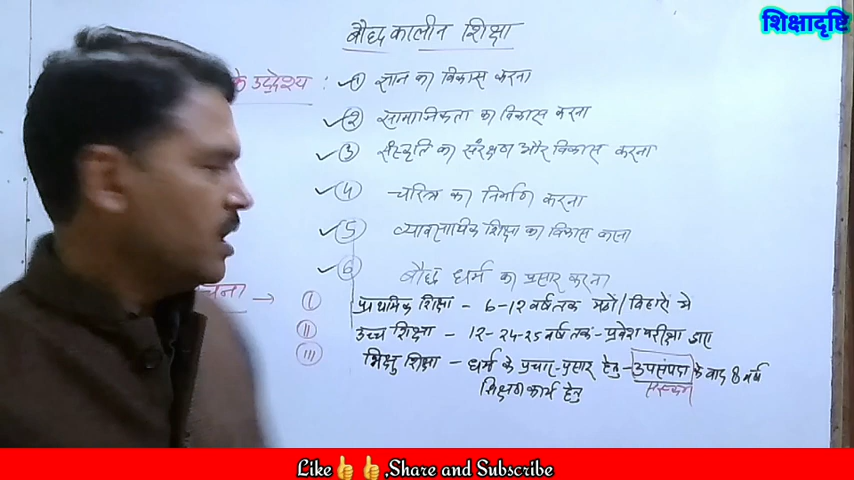 शिक्षादृष्टि
बौद्ध कालीन शिक्षा
के उद्देश्य : ✓① ज्ञान का विकास करना
✓② सामाजिकता का विकास करना
✓③ संस्कृति का संरक्षण और विकास करना
✓④ चरित्र का निर्माण करना
✓⑤ व्यावसायिक शिक्षा का विकास करना
✓⑥ बौद्ध धर्म का प्रसार करना
चना → Ⅰ प्राथमिक शिक्षा - 6-12 वर्ष तक मठों/विहारों में
Ⅱ उच्च शिक्षा - 12-24-25 वर्ष तक - प्रवेश परीक्षा द्वारा
Ⅲ भिक्षु शिक्षा - धर्म के प्रचार-प्रसार हेतु - उपसंपदा के बाद 8 वर्ष
शिक्षण कार्य हेतु
Like👍👍,Share and Subscribe